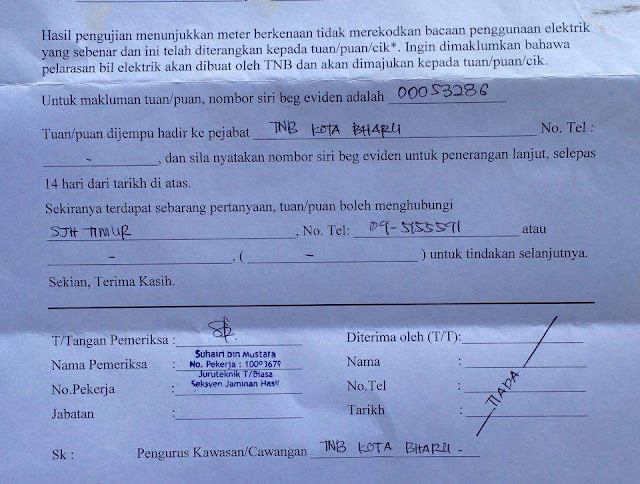 Hasil pengujian menunjukkan meter berkenaan tidak merekodkan bacaan penggunaan elektrik
yang sebenar dan ini telah diterangkan kepada tuan/puan/cik*. Ingin dimaklumkan bahawa
pelarasan bil elektrik akan dibuat oleh TNB dan akan dimajukan kepada tuan/puan/cik.
Untuk makluman tuan/puan, nombor siri beg eviden adalah 00053286
Tuan/puan dijempu hadir ke pejabat TNB KOTA BHARU No. Tel :
-, dan sila nyatakan nombor siri beg eviden untuk penerangan lanjut, selepas
14 hari dari tarikh di atas.
Sekiranya terdapat sebarang pertanyaan, tuan/puan boleh menghubungi
SJH TIMUR, No. Tel: 09-5155591 atau
-, ( - ) untuk tindakan selanjutnya.
Sekian, Terima Kasih.
T/Tangan Pemeriksa : Diterima oleh (T/T):
Nama Pemeriksa : Suhairi bin Mustafa Nama :
No. Pekerja : 10093679
Juruteknik T/Biasa
No.Pekerja : Seksyen Jaminan Hasil No.Tel : TIADA
Jabatan : Tarikh :
Sk : Pengurus Kawasan/Cawangan TNB KOTA BHARU -